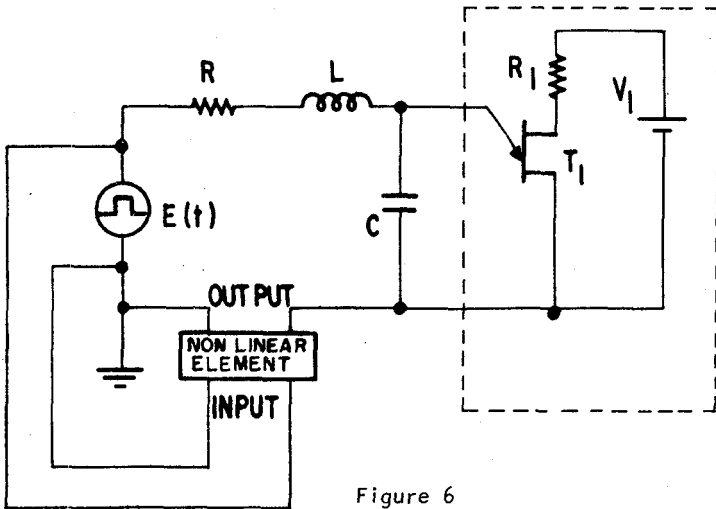 R
L
R1
V1
T1
E(t)
C
OUTPUT
NON LINEAR
ELEMENT
INPUT
Figure 6